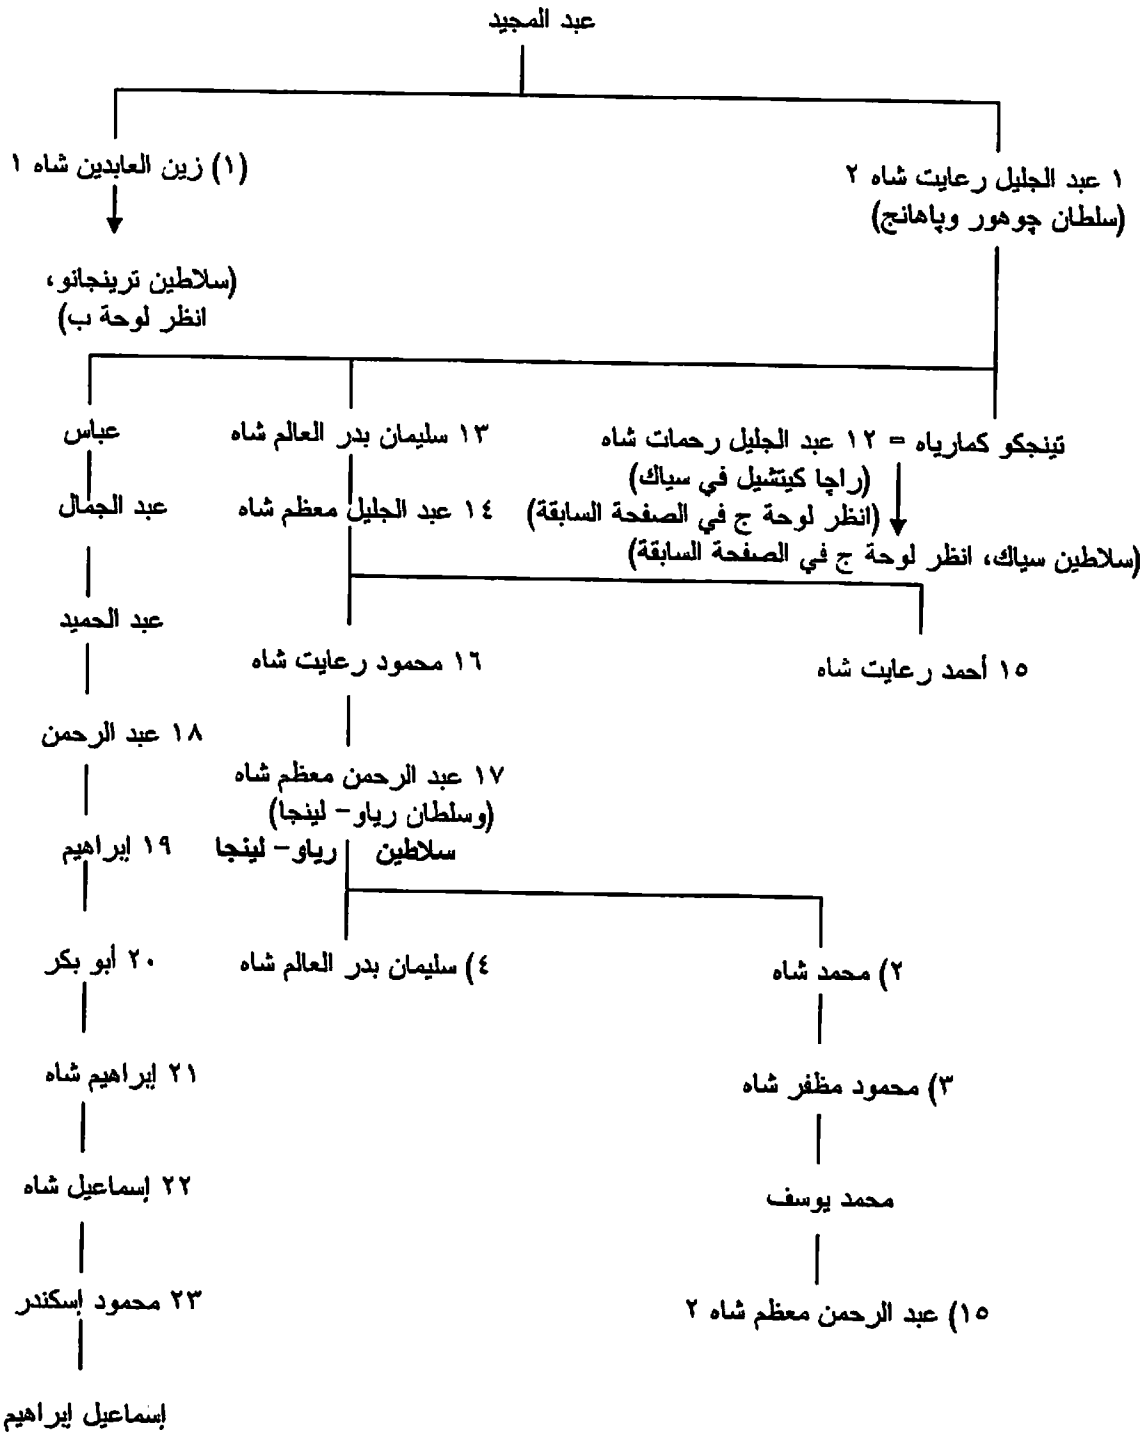 عبد المجيد
١ عبد الجليل رعايت شاه ٢
(سلطان چوهور وپاهانج)
(١) زين العابدين شاه ١
(سلاطين ترينجانو،
انظر لوحة ب)
تينجكو كمارياه = ١٢ عبد الجليل رحمات شاه
(راچا كيتشيل في سياك)
(انظر لوحة ج في الصفحة السابقة)
(سلاطين سياك، انظر لوحة ج في الصفحة السابقة)
١٣ سليمان بدر العالم شاه
عباس
١٤ عبد الجليل معظم شاه
عبد الجمال
عبد الحميد
١٥ أحمد رعايت شاه
١٦ محمود رعايت شاه
١٨ عبد الرحمن
١٧ عبد الرحمن معظم شاه
(وسلطان رياو- لينجا)
سلاطين رياو- لينجا
١٩ إبراهيم
٢) محمد شاه
٤) سليمان بدر العالم شاه
٢٠ أبو بكر
٣) محمود مظفر شاه
٢١ إبراهيم شاه
محمد يوسف
٢٢ إسماعيل شاه
١٥) عبد الرحمن معظم شاه ٢
٢٣ محمود إسكندر
إسماعيل إبراهيم